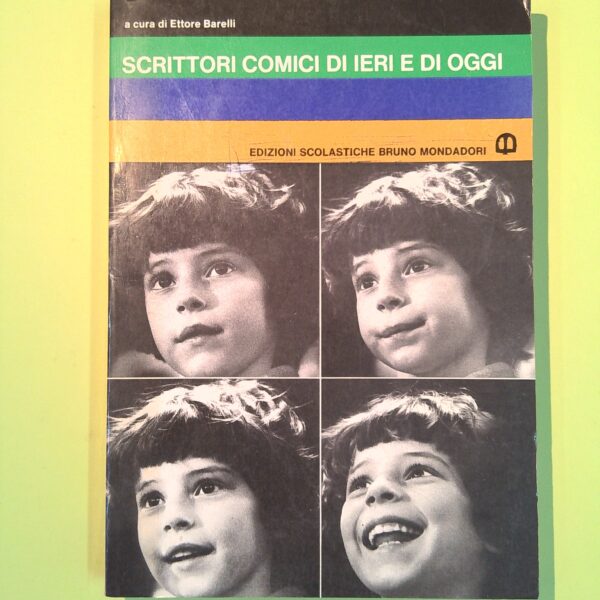 a cura di Ettore Barelli
SCRITTORI COMICI DI IERI E DI OGGI
EDIZIONI SCOLASTICHE BRUNO MONDADORI